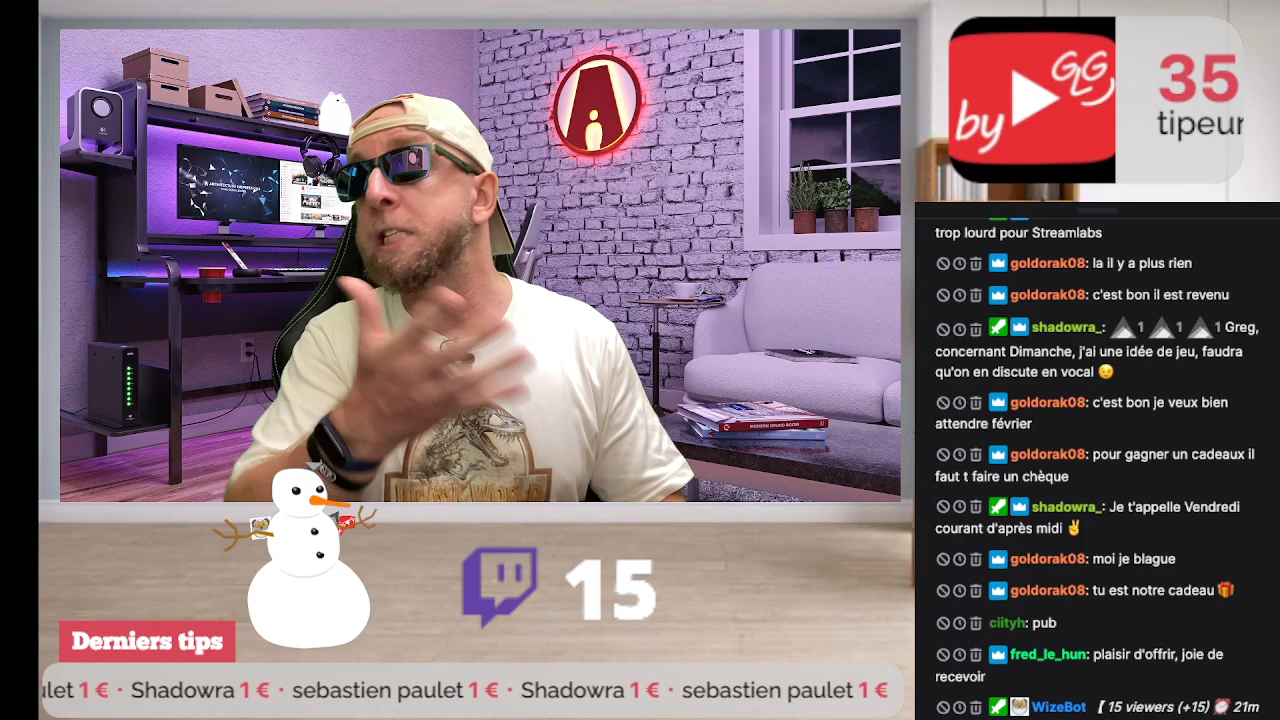 by
GG
35
tipeur
trop lourd pour Streamlabs
goldorak08: la il y a plus rien
goldorak08: c'est bon il est revenu
shadowra_: 1 1 1 Greg,
concernant Dimanche, j'ai une idée de jeu, faudra
qu'on en discute en vocal 😉
goldorak08: c'est bon je veux bien
attendre février
goldorak08: pour gagner un cadeaux il
faut t faire un chèque
shadowra_: Je t'appelle Vendredi
courant d'après midi ✌️
goldorak08: moi je blague
goldorak08: tu est notre cadeau 🎁
ciityh: pub
fred_le_hun: plaisir d'offrir, joie de
recevoir
WizeBot 【 15 viewers (+15) ⏰ 21m
MODERN DINING ROOM
15
Derniers tips
ulet 1 € · Shadowra 1 € · sebastien paulet 1 € · Shadowra 1 € · sebastien paulet 1 €